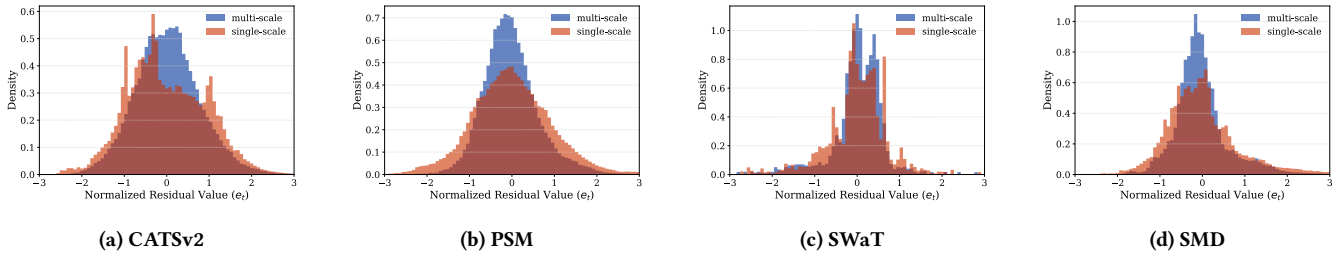 multi-scale
single-scale
0.6
0.5
0.4
0.3
0.2
0.1
0.0
Density
−3 −2 −1 0 1 2 3
Normalized Residual Value (e_t)
(a) CATSv2
multi-scale
single-scale
0.7
0.6
0.5
0.4
0.3
0.2
0.1
0.0
Density
−3 −2 −1 0 1 2 3
Normalized Residual Value (e_t)
(b) PSM
multi-scale
single-scale
1.0
0.8
0.6
0.4
0.2
0.0
Density
−3 −2 −1 0 1 2 3
Normalized Residual Value (e_t)
(c) SWaT
multi-scale
single-scale
1.0
0.8
0.6
0.4
0.2
0.0
Density
−3 −2 −1 0 1 2 3
Normalized Residual Value (e_t)
(d) SMD